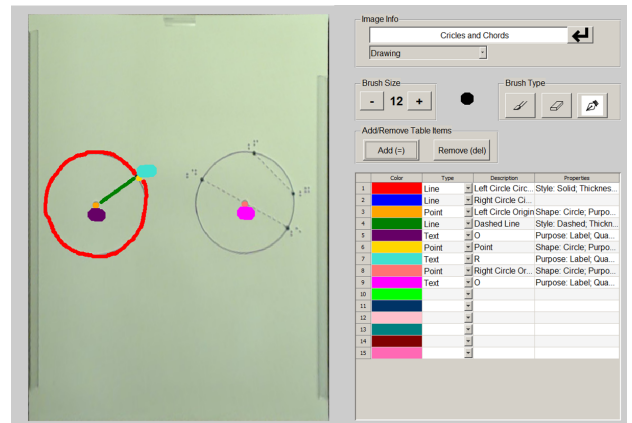 Image Info
Cricles and Chords
Drawing
Brush Size
Brush Type
- 12 +
Add/Remove Table Items
Add (=)
Remove (del)
Color Type Description Properties
1 Line Left Circle Circ... Style: Solid; Thicknes...
2 Line Right Circle Ci...
3 Point Left Circle Origin Shape: Circle; Purpo...
4 Line Dashed Line Style: Dashed; Thickn...
5 Text O Purpose: Label; Qua...
6 Point Point Shape: Circle; Purpo...
7 Text R Purpose: Label; Qua...
8 Point Right Circle Or... Shape: Circle; Purpo...
9 Text O Purpose: Label; Qua...
10
11
12
13
14
15